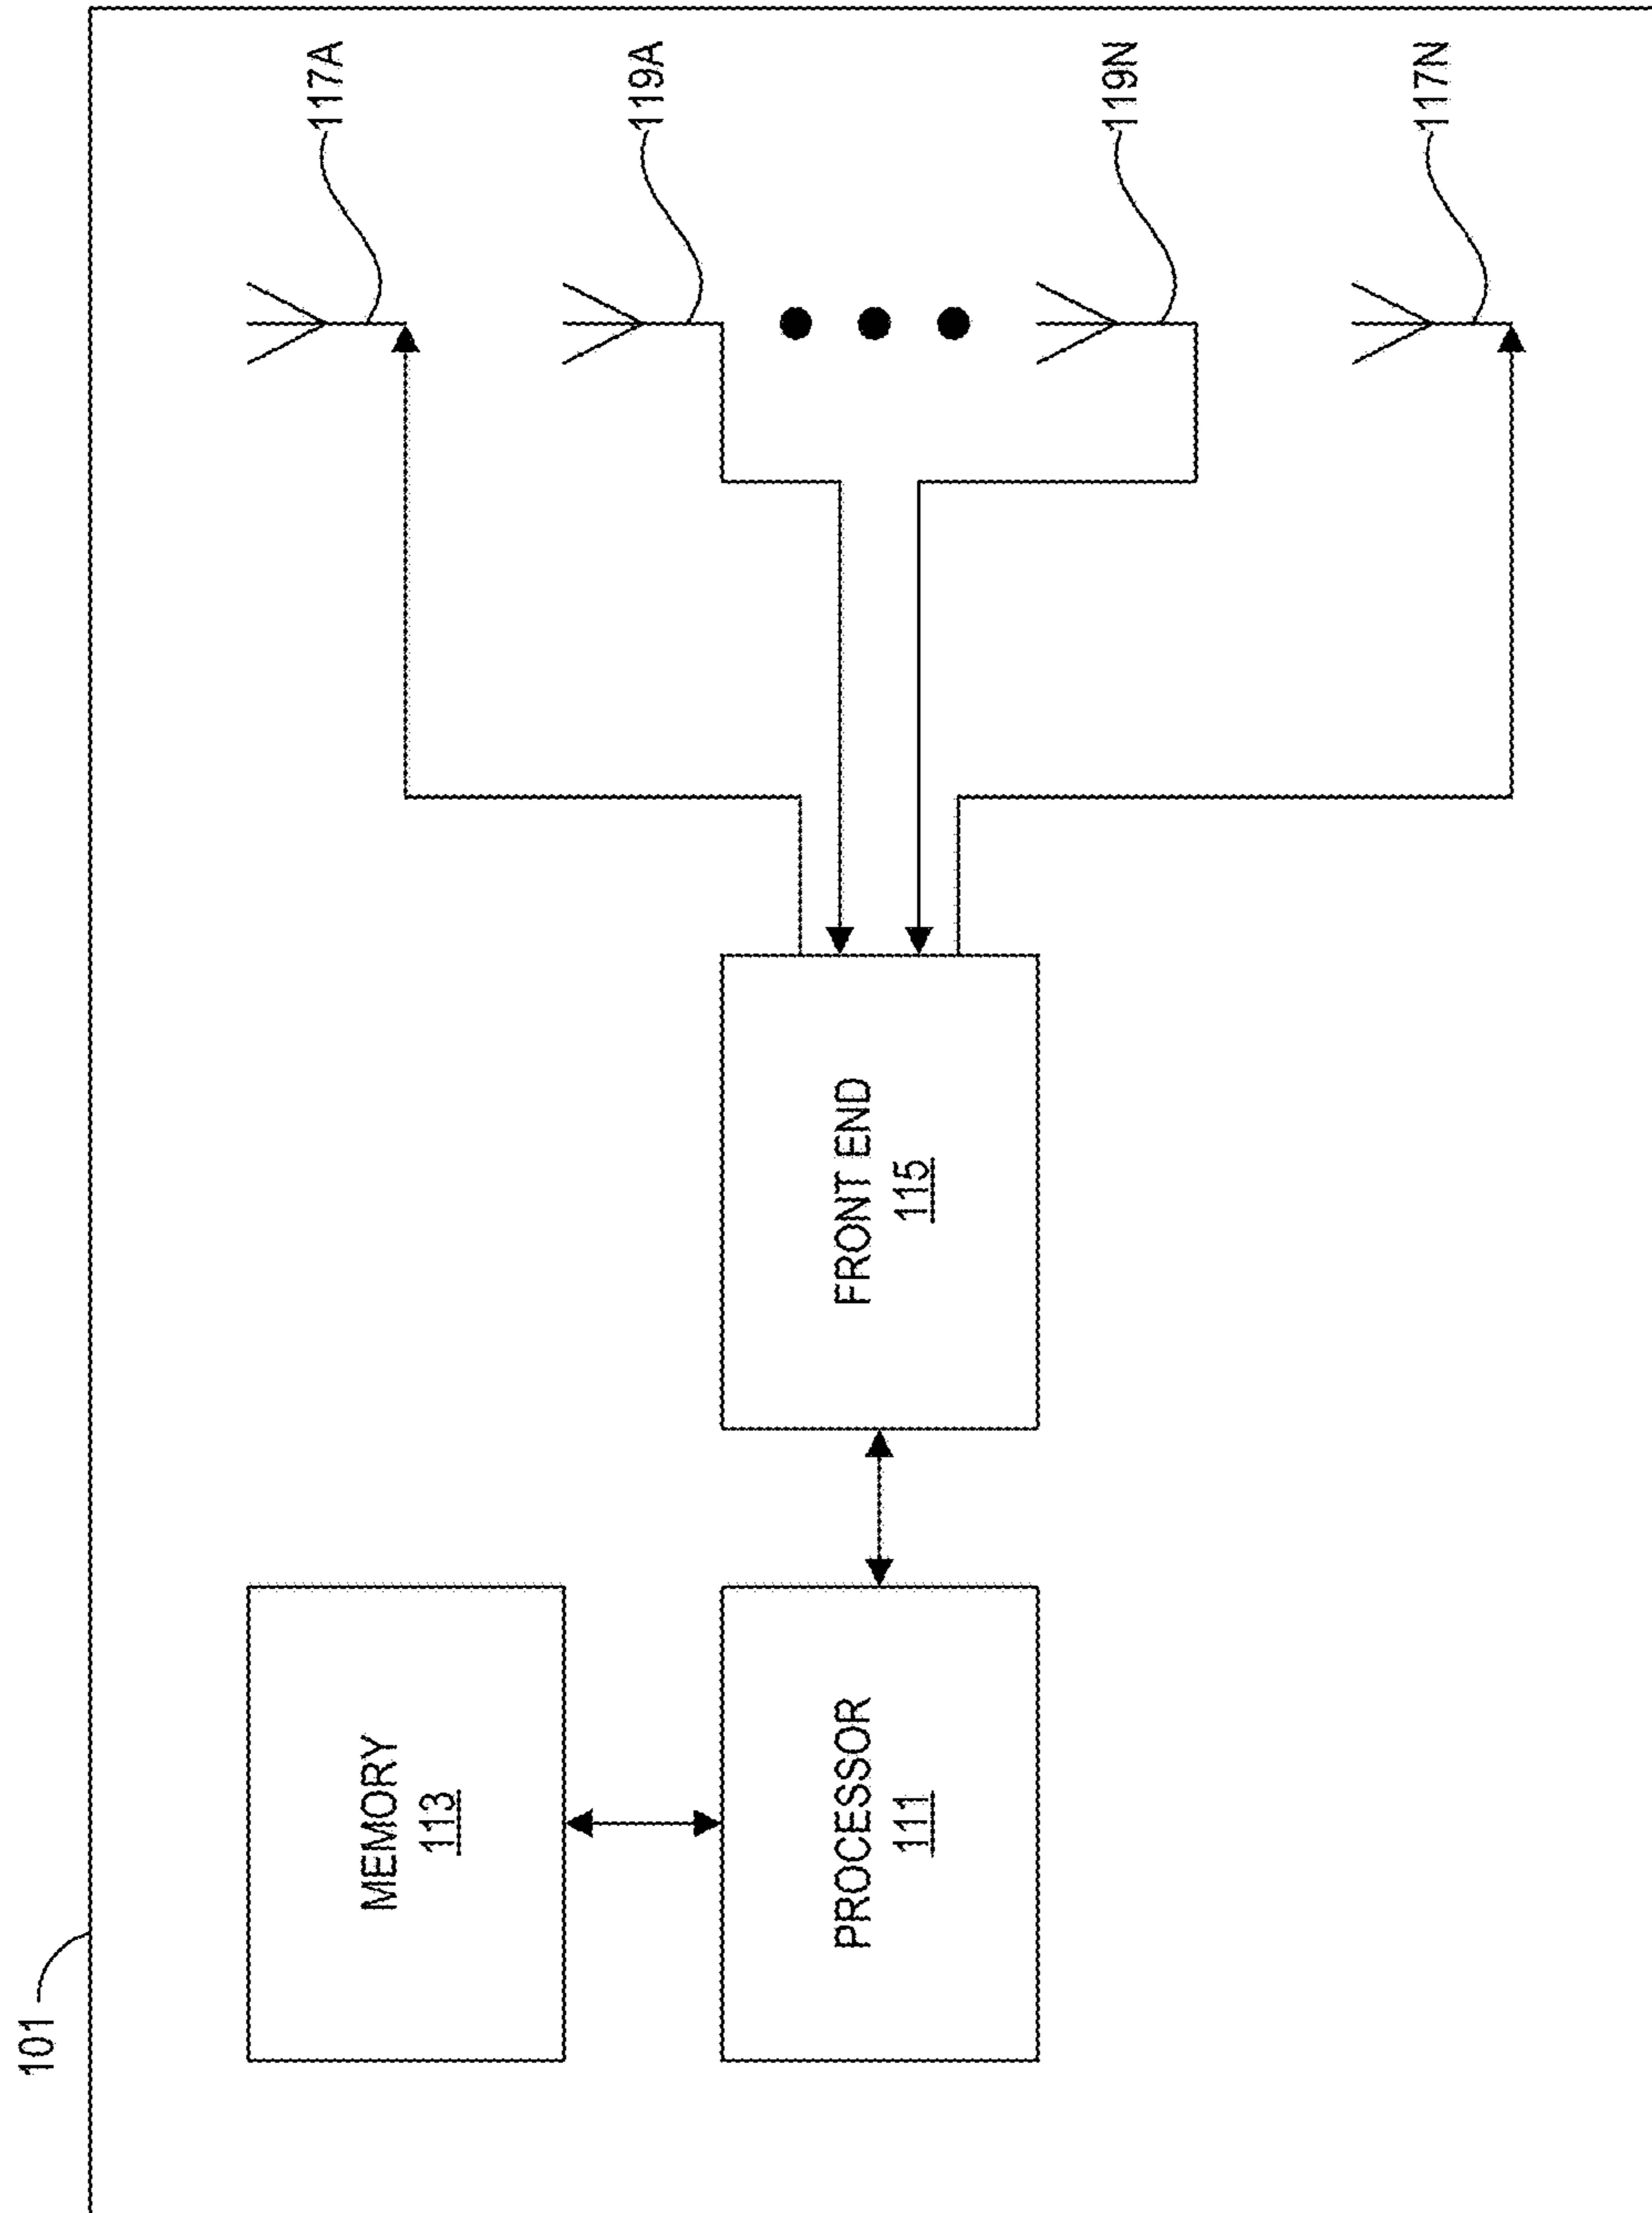 101
MEMORY
113
PROCESSOR
111
FRONT END
115
117A
119A
119N
117N